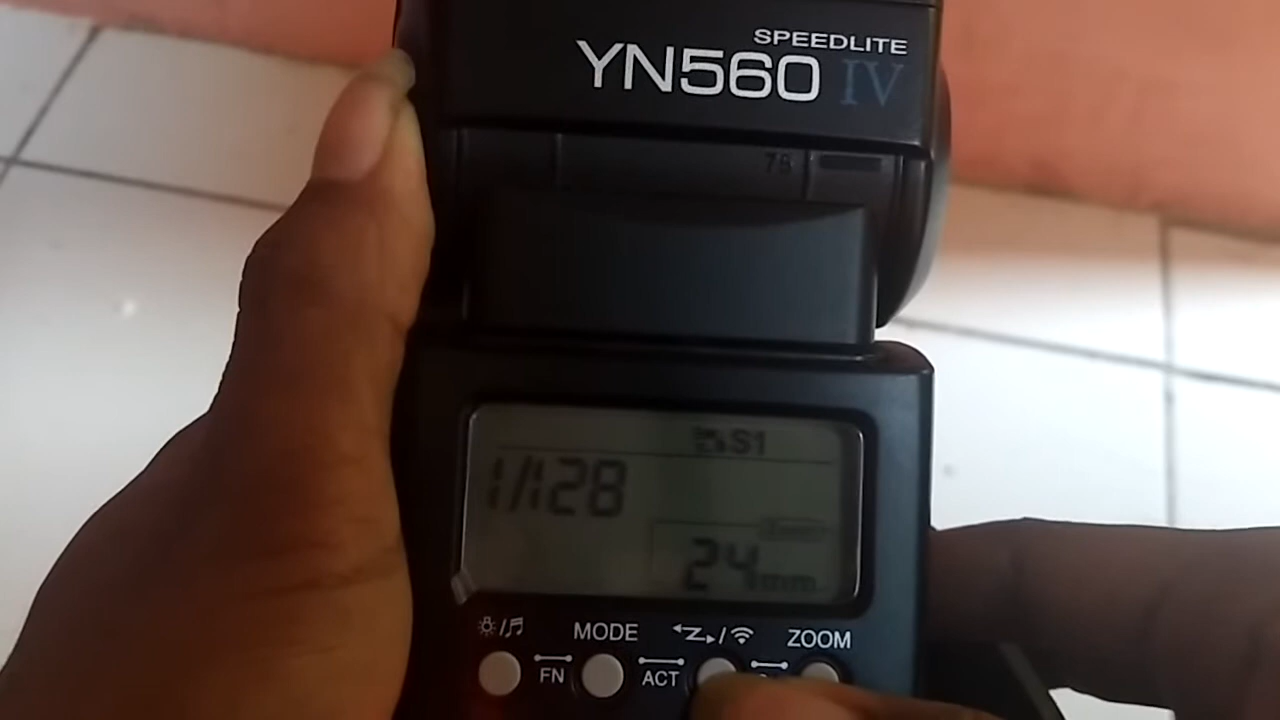 SPEEDLITE
YN560 IV
S1
1/128
24mm
MODE
ZOOM
FN
ACT